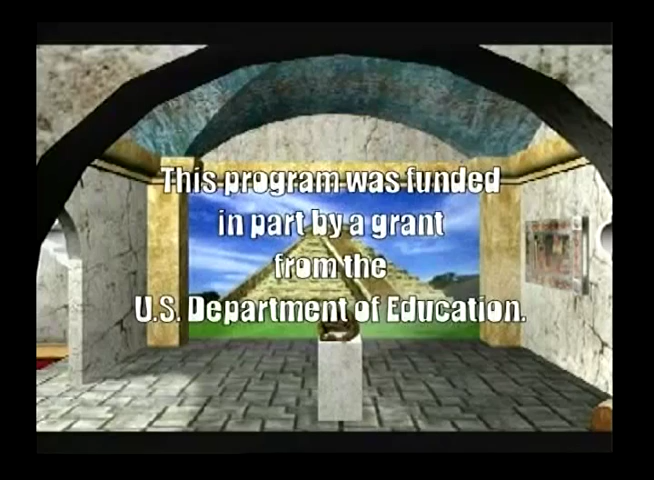 This program was funded
in part by a grant
from the
U.S. Department of Education.